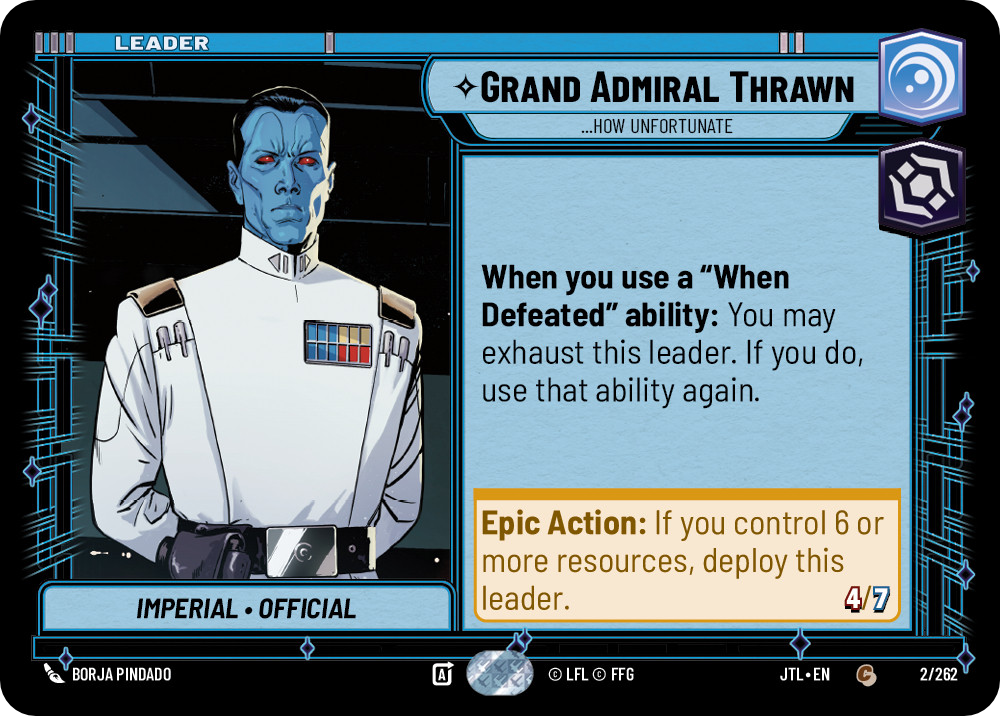 LEADER
GRAND ADMIRAL THRAWN
...HOW UNFORTUNATE
When you use a “When
Defeated” ability: You may
exhaust this leader. If you do,
use that ability again.
Epic Action: If you control 6 or
more resources, deploy this
leader.
4/7
IMPERIAL • OFFICIAL
BORJA PINDADO
A
© LFL © FFG
JTL•EN
C
2/262